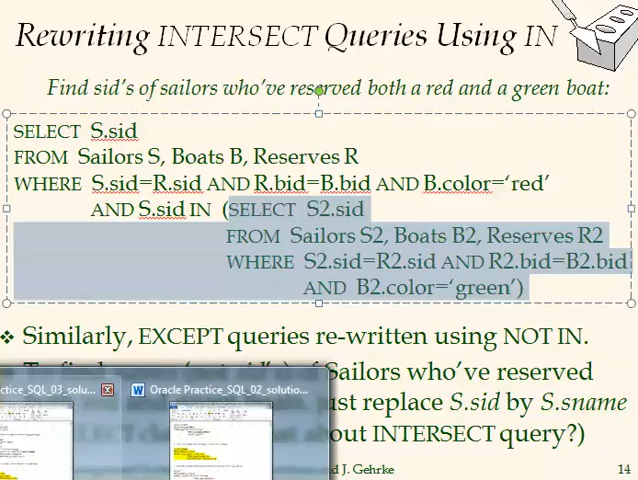 Rewriting INTERSECT Queries Using IN
Find sid's of sailors who've reserved both a red and a green boat:
SELECT S.sid
FROM Sailors S, Boats B, Reserves R
WHERE S.sid=R.sid AND R.bid=B.bid AND B.color=‘red’
AND S.sid IN (SELECT S2.sid
FROM Sailors S2, Boats B2, Reserves R2
WHERE S2.sid=R2.sid AND R2.bid=B2.bid
AND B2.color=‘green’)
❖ Similarly, EXCEPT queries re-written using NOT IN.
of Sailors who've reserved
just replace S.sid by S.sname
about INTERSECT query?)
ctice_SQL_03_solu...
Oracle Practice_SQL_02_solutio...
d J. Gehrke
14